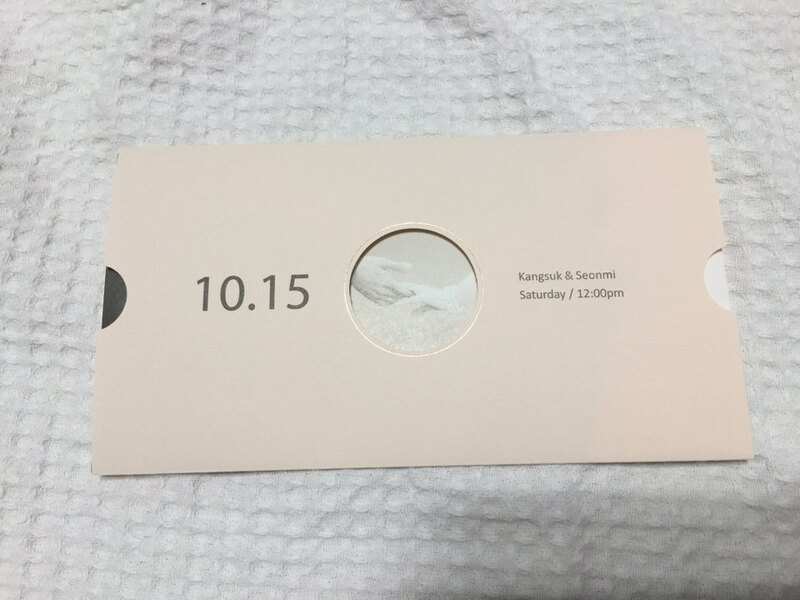 10.15
Kangsuk & Seonmi
Saturday / 12:00pm